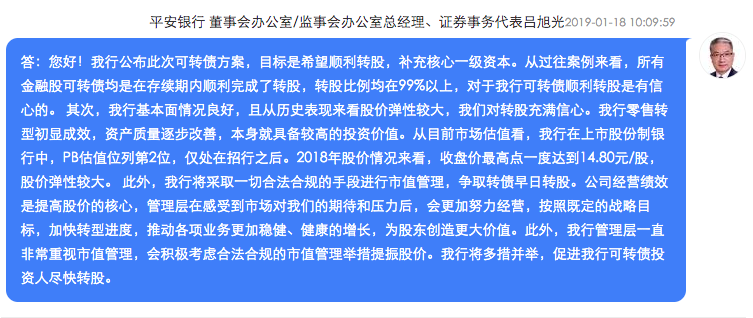 平安银行 董事会办公室/监事会办公室总经理、证券事务代表吕旭光2019-01-18 10:09:59
答：您好！我行公布此次可转债方案，目标是希望顺利转股，补充核心一级资本。从过往案例来看，所有
金融股可转债均是在存续期内顺利完成了转股，转股比例均在99%以上，对于我行可转债顺利转股是有信
心的。 其次，我行基本面情况良好，且从历史表现来看股价弹性较大，我们对转股充满信心。我行零售转
型初显成效，资产质量逐步改善，本身就具备较高的投资价值。从目前市场估值看，我行在上市股份制银
行中，PB估值位列第2位，仅处在招行之后。2018年股价情况来看，收盘价最高点一度达到14.80元/股，
股价弹性较大。 此外，我行将采取一切合法合规的手段进行市值管理，争取转债早日转股。公司经营绩效
是提高股价的核心，管理层在感受到市场对我们的期待和压力后，会更加努力经营，按照既定的战略目
标，加快转型进度，推动各项业务更加稳健、健康的增长，为股东创造更大价值。此外，我行管理层一直
非常重视市值管理，会积极考虑合法合规的市值管理举措提振股价。我行将多措并举，促进我行可转债投
资人尽快转股。